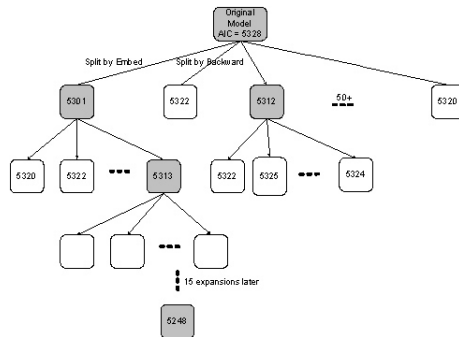 Original
Model
AIC = 5328
Split by Embed
Split by Backward
5301
5322
5312
50+
5320
5320
5322
5313
5322
5325
5324
15 expansions later
5248